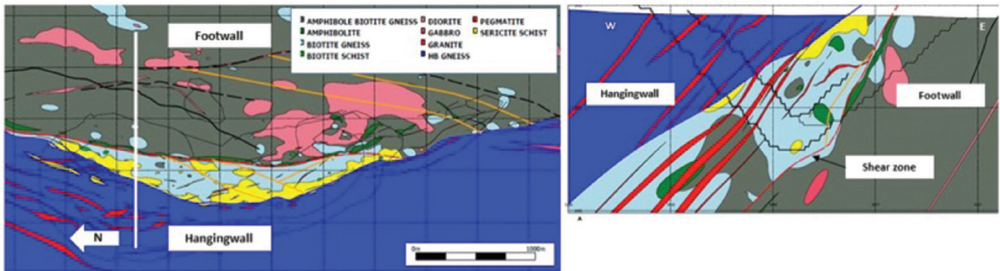 Footwall
AMPHIBOLE BIOTITE GNEISS
AMPHIBOLITE
BIOTITE GNEISS
BIOTITE SCHIST
DIORITE
GABBRO
GRANITE
HB GNEISS
PEGMATITE
SERICITE SCHIST
N
Hangingwall
0m
1000m
W
E
Hangingwall
Footwall
Shear zone
A